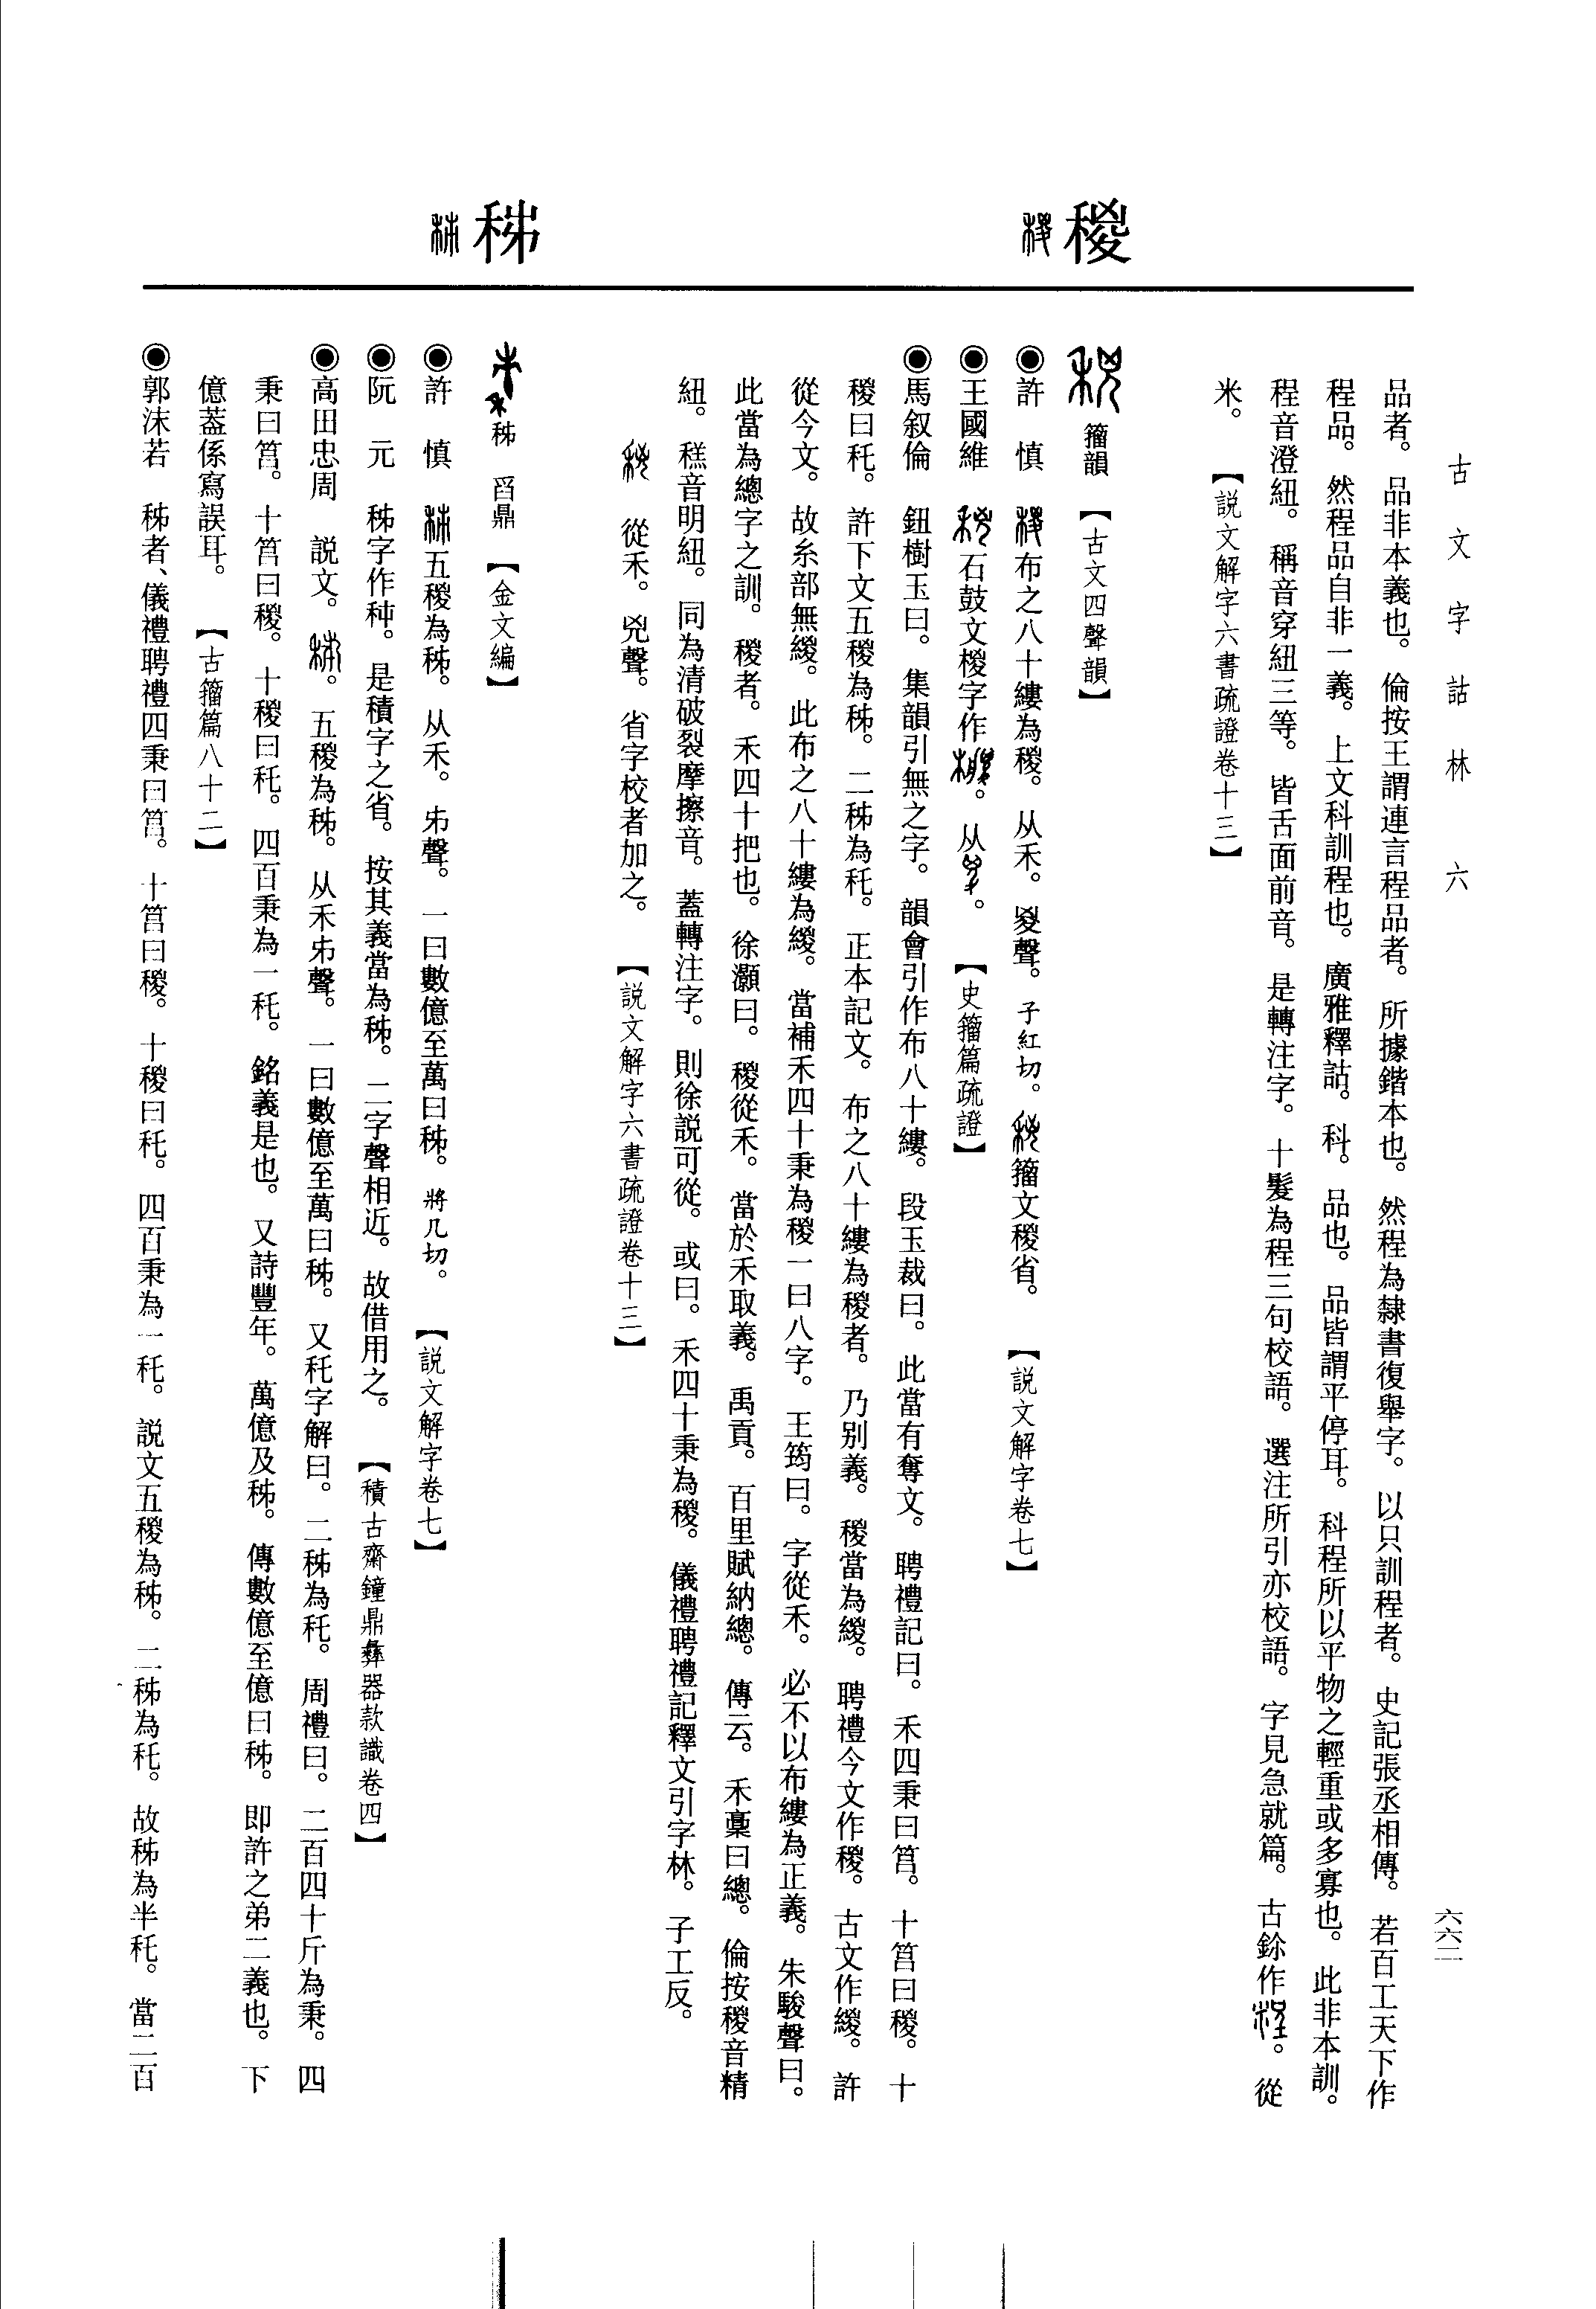 古文字詁林　六
六六二
稯
秭
品者。品非本義也。倫按王謂連言程品者。所據鍇本也。然程為隸書復舉字。以只訓程者。史記張丞相傳。若百工天下作
程品。然程品自非一義。上文科訓程也。廣雅釋詁。科。品也。品皆謂平停耳。科程所以平物之輕重或多寡也。此非本訓。
程音澄紐。稱音穿紐三等。皆舌面前音。是轉注字。十髮為程三句校語。選注所引亦校語。字見急就篇。古鉩作。從
米。【説文解字六書疏證卷十三】
籀韻【古文四聲韻】
◉許　慎　布之八十縷為稯。从禾。㚇聲。子紅切。籀文稯省。【説文解字卷七】
◉王國維　石鼓文椶字作。从。【史籀篇疏證】
◉馬叙倫　鈕樹玉曰。集韻引無之字。韻會引作布八十縷。段玉裁曰。此當有奪文。聘禮記曰。禾四秉曰筥。十筥曰稯。十
稯曰秅。許下文五稯為秭。二秭為秅。正本記文。布之八十縷為稯者。乃别義。稯當為緵。聘禮今文作稯。古文作緵。許
從今文。故糸部無緵。此布之八十縷為緵。當補禾四十秉為稯一曰八字。王筠曰。字從禾。必不以布縷為正義。朱駿聲曰。
此當為總字之訓。稯者。禾四十把也。徐灝曰。稯從禾。當於禾取義。禹貢。百里賦納總。傳云。禾稾曰總。倫按稯音精
紐。穚音明紐。同為清破裂摩擦音。蓋轉注字。則徐説可從。或曰。禾四十秉為稯。儀禮聘禮記釋文引字林。子工反。
從禾。兇聲。省字校者加之。【説文解字六書疏證卷十三】
秭　舀鼎【金文編】
◉許　慎　五稯為秭。从禾。𠂔聲。一曰數億至萬曰秭。將几切。【説文解字卷七】
◉阮　元　秭字作秨。是積字之省。按其義當為秭。二字聲相近。故借用之。【積古齋鐘鼎彝器款識卷四】
◉高田忠周　説文。。五稯為秭。从禾𠂔聲。一曰數億至萬曰秭。又秅字解曰。二秭為秅。周禮曰。二百四十斤為秉。四
秉曰筥。十筥曰稯。十稯曰秅。四百秉為一秅。銘義是也。又詩豐年。萬億及秭。傳數億至億曰秭。即許之弟二義也。下
億葢係寫誤耳。【古籀篇八十二】
◉郭沫若　秭者、儀禮聘禮四秉曰筥。十筥曰稯。十稯曰秅。四百秉為一秅。説文五稯為秭。二秭為秅。故秭為半秅。當二百